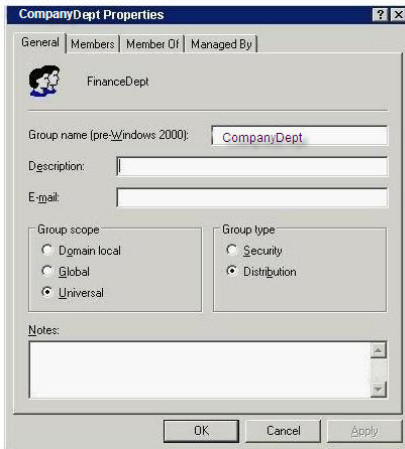 CompanyDept Properties
General Members Member Of Managed By
FinanceDept
Group name (pre-Windows 2000): CompanyDept
Description:
E-mail:
Group scope
Domain local
Global
Universal
Group type
Security
Distribution
Notes:
OK Cancel Apply